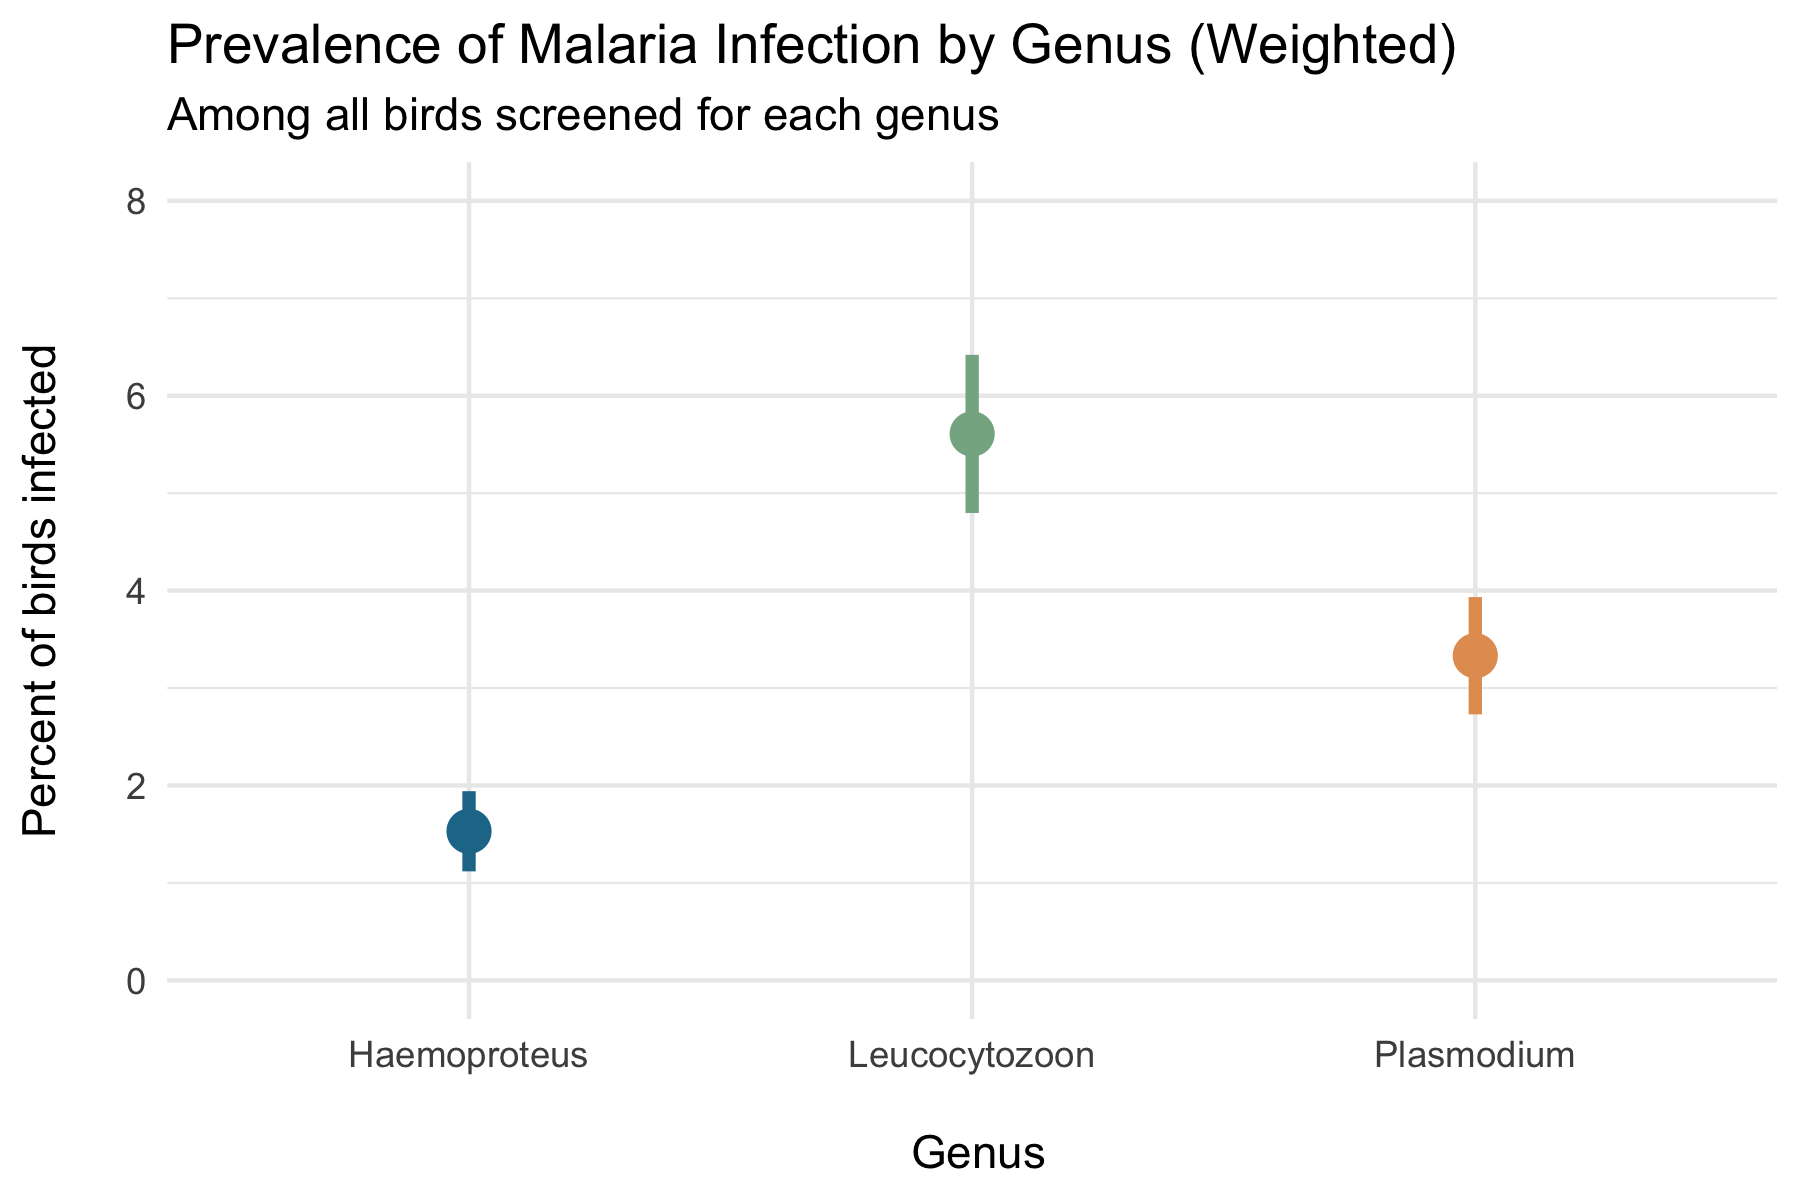 Prevalence of Malaria Infection by Genus (Weighted)
Among all birds screened for each genus
Percent of birds infected
8
6
4
2
0
Haemoproteus
Leucocytozoon
Plasmodium
Genus